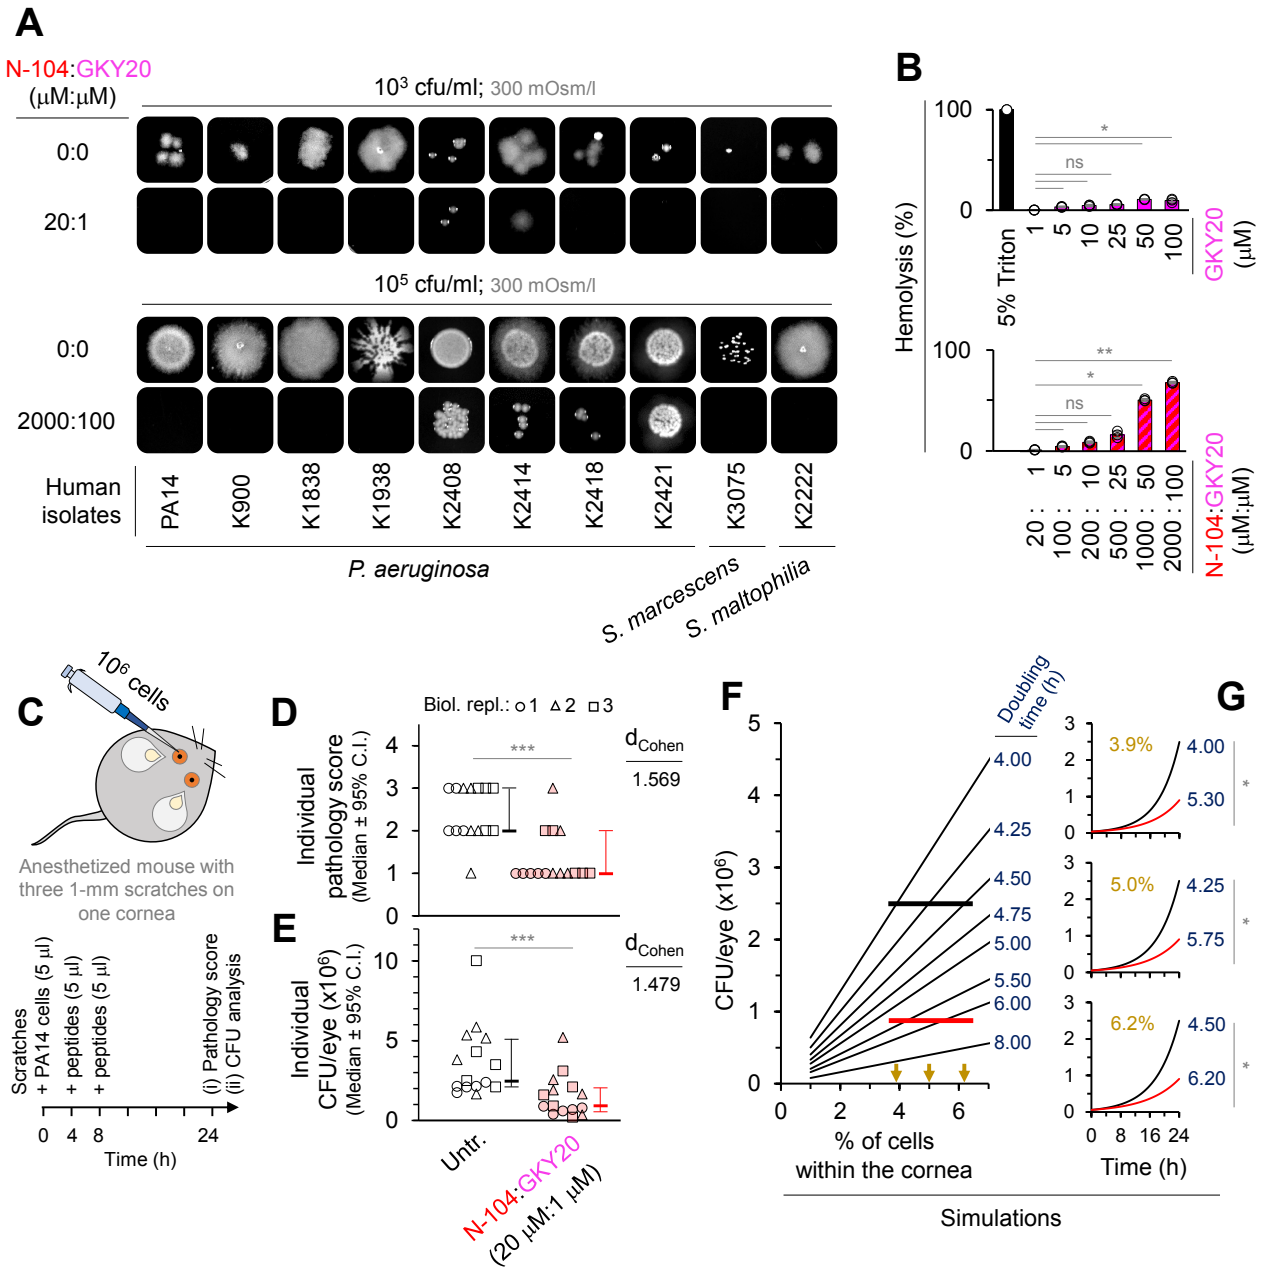 A
N-104:GKY20
(µM:µM)
10³ cfu/ml; 300 mOsm/l
0:0
20:1
10⁵ cfu/ml; 300 mOsm/l
0:0
2000:100
Human
isolates
PA14
K900
K1838
K1938
K2408
K2414
K2418
K2421
K3075
K2222
P. aeruginosa
S. marcescens
S. maltophilia
B
Hemolysis (%)
100
0
*
ns
5% Triton
1
5
10
25
50
100
GKY20
(µM)
100
0
**
*
ns
20 : 1
100 : 5
200 : 10
500 : 25
1000 : 50
2000 : 100
N-104:GKY20
(µM:µM)
C
10⁶ cells
Anesthetized mouse with
three 1-mm scratches on
one cornea
Scratches
+ PA14 cells (5 µl)
+ peptides (5 µl)
+ peptides (5 µl)
(i) Pathology score
(ii) CFU analysis
0 4 8 24
Time (h)
D
Biol. repl.: 1 2 3
Individual
pathology score
(Median ± 95% C.I.)
4
3
2
1
0
***
dCohen
1.569
E
Individual
CFU/eye (x10⁶)
(Median ± 95% C.I.)
10
5
0
***
dCohen
1.479
Untr.
N-104:GKY20
(20 µM:1 µM)
F
CFU/eye (x10⁶)
5
4
3
2
1
0
0 2 4 6
% of cells
within the cornea
Doubling
time (h)
4.00
4.25
4.50
4.75
5.00
5.50
6.00
8.00
G
3
2
1
0
3.9%
4.00
5.30
*
3
2
1
0
5.0%
4.25
5.75
*
3
2
1
0
6.2%
4.50
6.20
*
0 8 16 24
Time (h)
Simulations